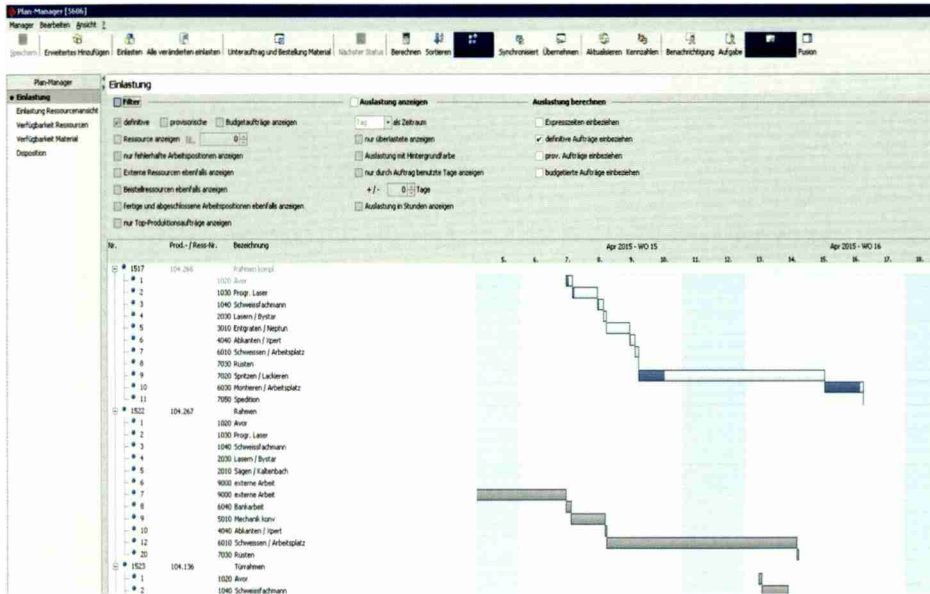 Plan-Manager [5606]
Manager Bearbeiten Ansicht ?
Speichern Erweitertes Hinzufügen Einlasten Alle veränderten einlasten Unterauftrag und Bestellung Material Nächster Status Berechnen Sortieren Synchronisiert Übernehmen Aktualisieren Kennzahlen Benachrichtigung Aufgabe Fusion
Plan-Manager
Einlastung
Einlastung Ressourcenansicht
Verfügbarkeit Ressourcen
Verfügbarkeit Material
Disposition
Einlastung
Filter Auslastung anzeigen Auslastung berechnen
definitive provisorische Budgetaufträge anzeigen Tag als Zeitraum Expresszeiten einbeziehen
Ressource anzeigen Nr. 0 nur überlastete anzeigen definitive Aufträge einbeziehen
nur fehlerhafte Arbeitspositionen anzeigen Auslastung mit Hintergrundfarbe prov. Aufträge einbeziehen
Externe Ressourcen ebenfalls anzeigen nur durch Auftrag benutzte Tage anzeigen budgetierte Aufträge einbeziehen
Bestellressourcen ebenfalls anzeigen +/- 0 Tage
fertige und abgeschlossene Arbeitspositionen ebenfalls anzeigen Auslastung in Stunden anzeigen
nur Top-Produktionsaufträge anzeigen
Nr. Prod.- / Ress-Nr. Bezeichnung Apr 2015 - WO 15 Apr 2015 - WO 16
5. 6. 7. 8. 9. 10. 11. 12. 13. 14. 15. 16. 17. 18.
1517 104.266 Rahmen kompl
1 1020 Avor
2 1030 Progr. Laser
3 1040 Schweissfachmann
4 2030 Lasern / Bystar
5 3010 Entgraten / Neptun
6 4040 Abkanten / Xpert
7 6010 Schweissen / Arbeitsplatz
8 7030 Rüsten
9 7020 Spritzen / Lackieren
10 6030 Montieren / Arbeitsplatz
11 7090 Spedition
1522 104.267 Rahmen
1 1020 Avor
2 1030 Progr. Laser
3 1040 Schweissfachmann
4 2030 Lasern / Bystar
5 2010 Sägen / Kaltenbach
6 9000 externe Arbeit
7 9000 externe Arbeit
8 6040 Bankarbeit
9 5010 Mechanik konv
10 4040 Abkanten / Xpert
12 6010 Schweissen / Arbeitsplatz
20 7030 Rüsten
1523 104.136 Türrahmen
1 1020 Avor
2 1040 Schweissfachmann